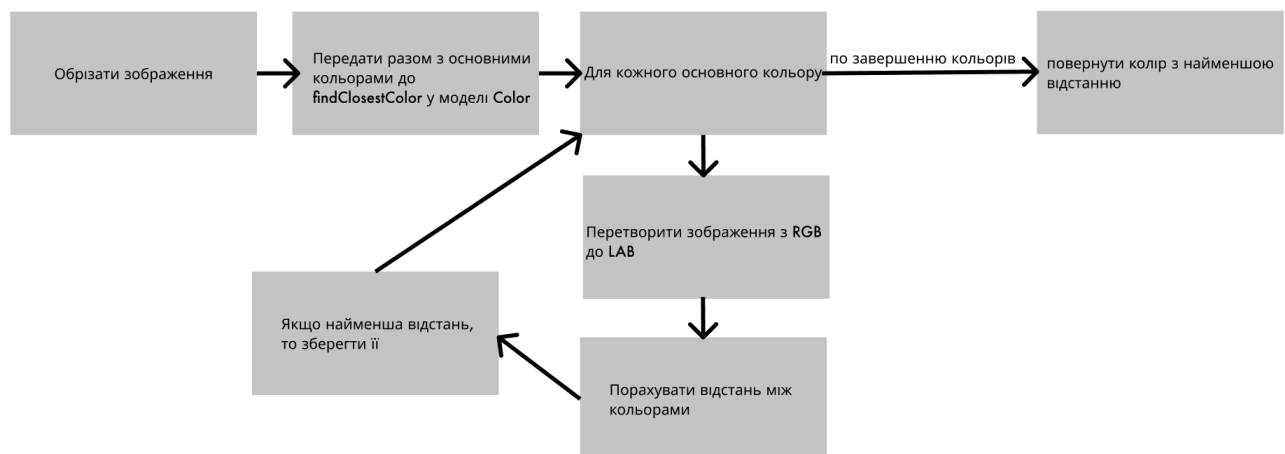 Обрізати зображення
Передати разом з основними
кольорами до
findClosestColor у моделі Color
Для кожного основного кольору
по завершенню кольорів
повернути колір з найменшою
відстанню
Перетворити зображення з RGB
до LAB
Якщо найменша відстань,
то зберегти її
Порахувати відстань між
кольорами